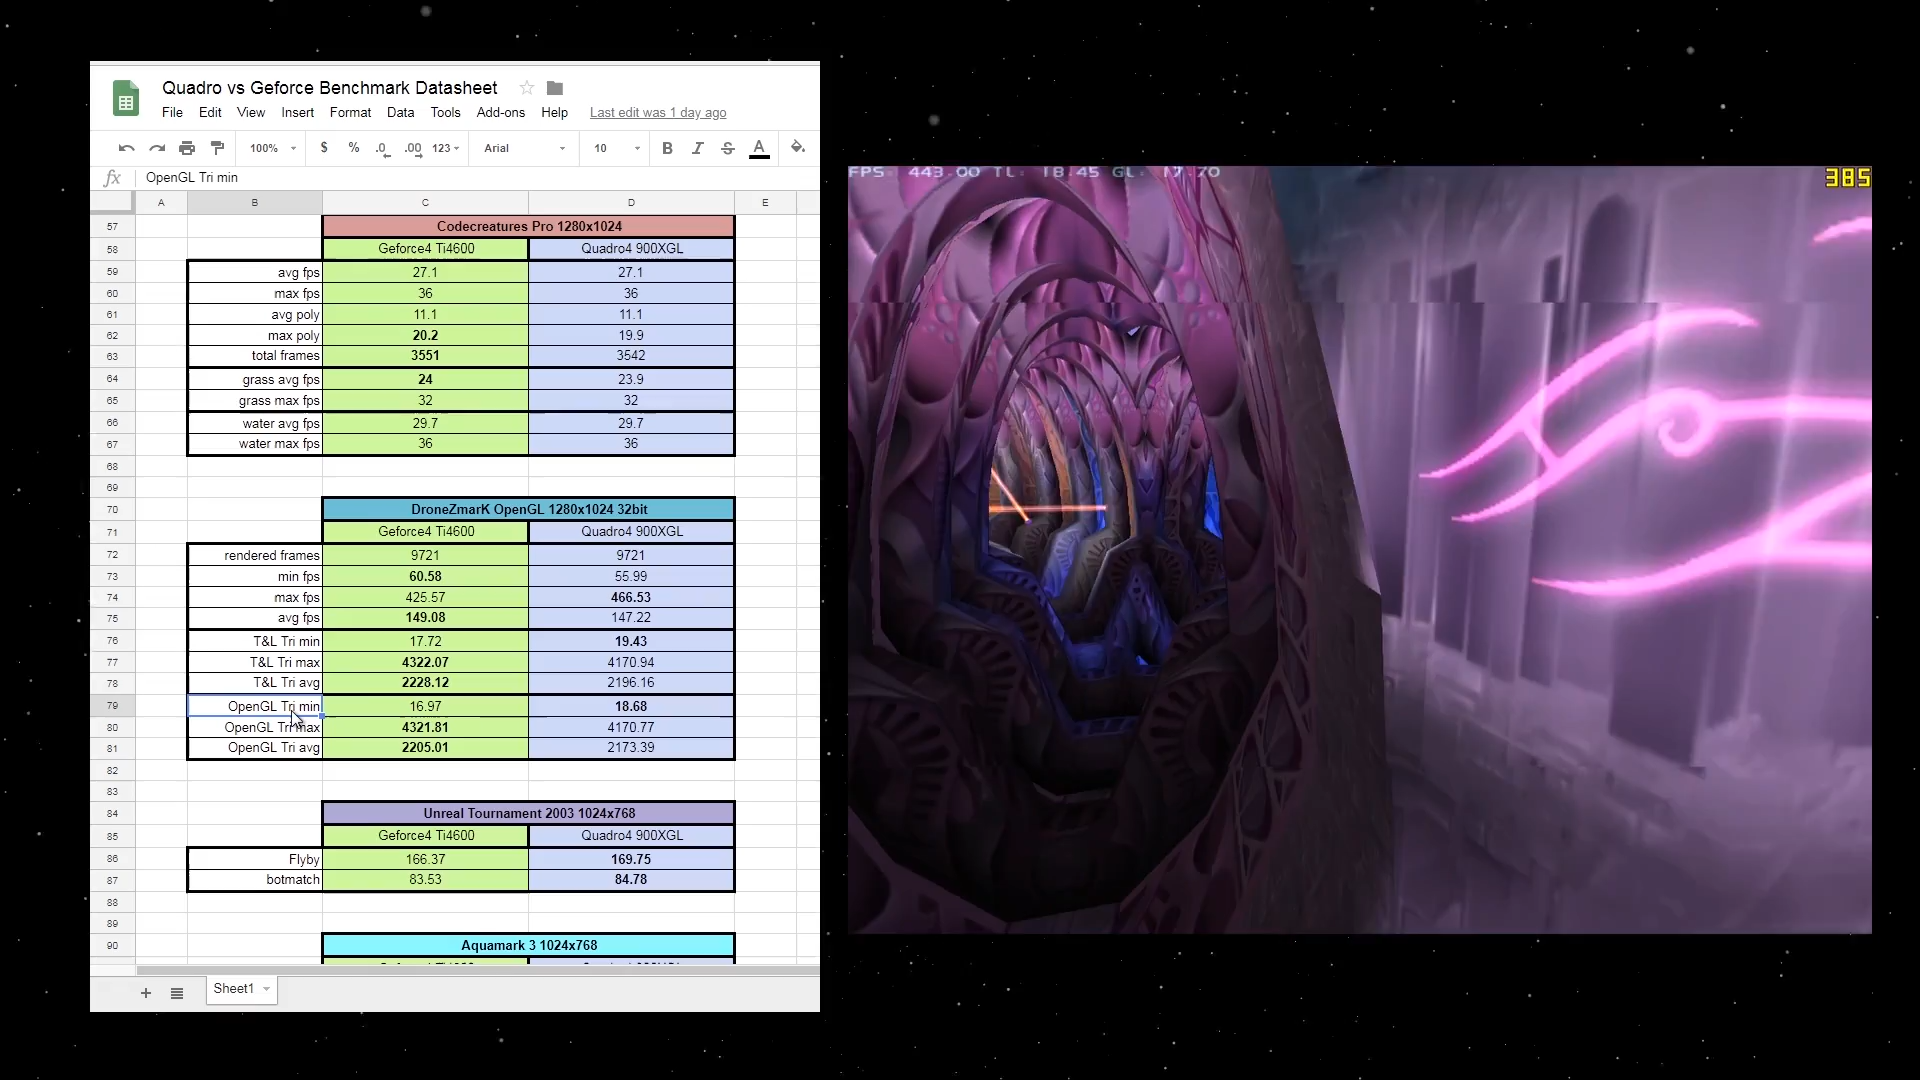 Quadro vs Geforce Benchmark Datasheet
File Edit View Insert Format Data Tools Add-ons Help Last edit was 1 day ago
100% $ % .0 .00 123 Arial 10 B I S A
fx OpenGL Tri min
A B C D E
57 Codecreatures Pro 1280x1024
58 Geforce4 Ti4600 Quadro4 900XGL
59 avg fps 27.1 27.1
60 max fps 36 36
61 avg poly 11.1 11.1
62 max poly 20.2 19.9
63 total frames 3551 3542
64 grass avg fps 24 23.9
65 grass max fps 32 32
66 water avg fps 29.7 29.7
67 water max fps 36 36
68
69
70 DroneZmarK OpenGL 1280x1024 32bit
71 Geforce4 Ti4600 Quadro4 900XGL
72 rendered frames 9721 9721
73 min fps 60.58 55.99
74 max fps 425.57 466.53
75 avg fps 149.08 147.22
76 T&L Tri min 17.72 19.43
77 T&L Tri max 4322.07 4170.94
78 T&L Tri avg 2228.12 2196.16
79 OpenGL Tri min 16.97 18.68
80 OpenGL Tri max 4321.81 4170.77
81 OpenGL Tri avg 2205.01 2173.39
82
83
84 Unreal Tournament 2003 1024x768
85 Geforce4 Ti4600 Quadro4 900XGL
86 Flyby 166.37 169.75
87 botmatch 83.53 84.78
88
89
90 Aquamark 3 1024x768
Sheet1
FPS: 443.00 TL: 18.45 GL: 17.70
385